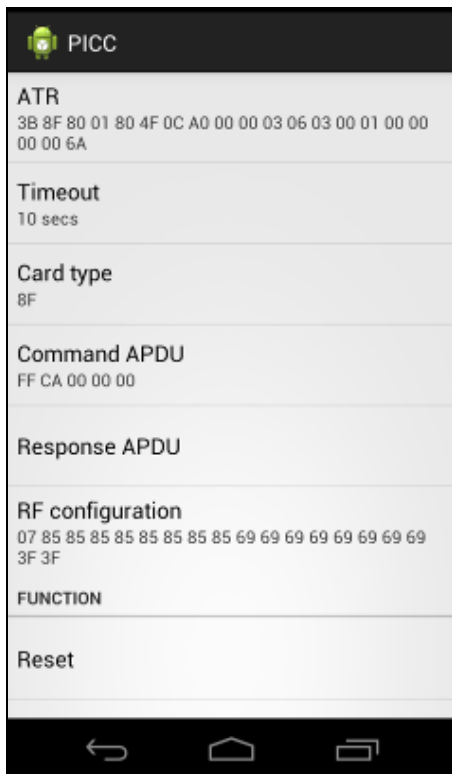 PICC
ATR
3B 8F 80 01 80 4F 0C A0 00 00 03 06 03 00 01 00 00
00 00 6A
Timeout
10 secs
Card type
8F
Command APDU
FF CA 00 00 00
Response APDU
RF configuration
07 85 85 85 85 85 85 85 85 69 69 69 69 69 69 69 69
3F 3F
FUNCTION
Reset